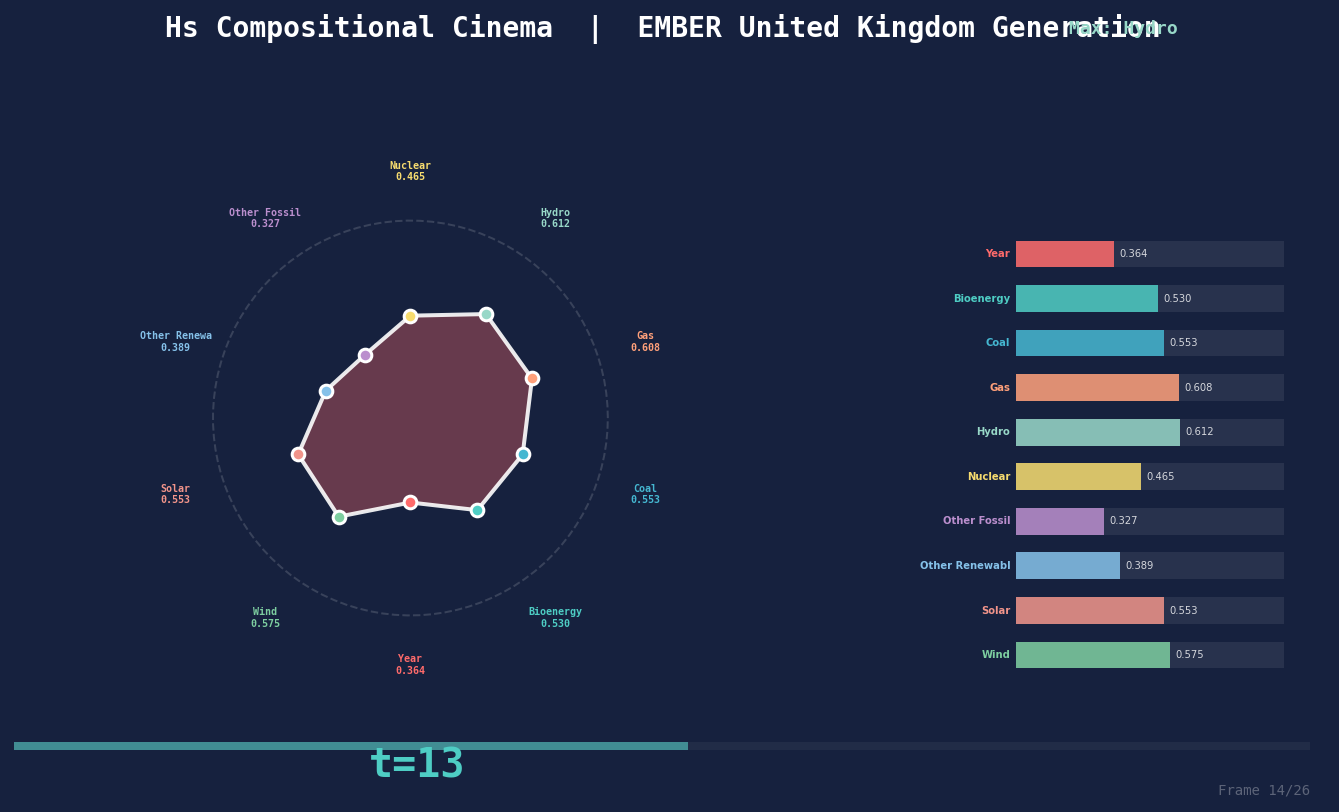 Hs Compositional Cinema | EMBER United Kingdom Generation
Max: Hydro
Nuclear
0.465
Other Fossil
0.327
Hydro
0.612
Other Renewa
0.389
Gas
0.608
Solar
0.553
Coal
0.553
Wind
0.575
Bioenergy
0.530
Year
0.364
Year 0.364
Bioenergy 0.530
Coal 0.553
Gas 0.608
Hydro 0.612
Nuclear 0.465
Other Fossil 0.327
Other Renewabl 0.389
Solar 0.553
Wind 0.575
t=13
Frame 14/26